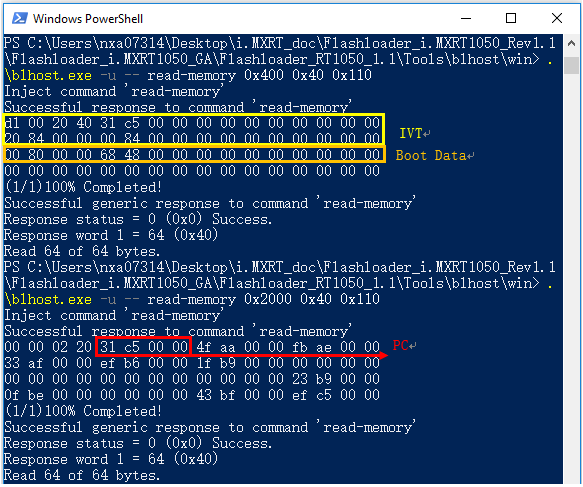 Windows PowerShell
PS C:\Users\nxa07314\Desktop\i.MXRT_doc\Flashloader_i.MXRT1050_Rev1.1
\Flashloader_i.MXRT1050_GA\Flashloader_RT1050_1.1\Tools\blhost\win> .
\blhost.exe -u -- read-memory 0x400 0x40 0x110
Inject command 'read-memory'
Successful response to command 'read-memory'
d1 00 20 40 31 c5 00 00 00 00 00 00 00 00 00 00
20 84 00 00 00 84 00 00 00 00 00 00 00 00 00 00
IVT
00 80 00 00 68 48 00 00 00 00 00 00 00 00 00 00
Boot Data
00 00 00 00 00 00 00 00 00 00 00 00 00 00 00 00
(1/1)100% Completed!
Successful generic response to command 'read-memory'
Response status = 0 (0x0) Success.
Response word 1 = 64 (0x40)
Read 64 of 64 bytes.
PS C:\Users\nxa07314\Desktop\i.MXRT_doc\Flashloader_i.MXRT1050_Rev1.1
\Flashloader_i.MXRT1050_GA\Flashloader_RT1050_1.1\Tools\blhost\win> .
\blhost.exe -u -- read-memory 0x2000 0x40 0x110
Inject command 'read-memory'
Successful response to command 'read-memory'
00 00 02 20 31 c5 00 00 4f aa 00 00 fb ae 00 00
PC
33 af 00 00 ef b6 00 00 1f b9 00 00 00 00 00 00
00 00 00 00 00 00 00 00 00 00 00 00 23 b9 00 00
0f be 00 00 00 00 00 00 43 bf 00 00 ef c5 00 00
(1/1)100% Completed!
Successful generic response to command 'read-memory'
Response status = 0 (0x0) Success.
Response word 1 = 64 (0x40)
Read 64 of 64 bytes.